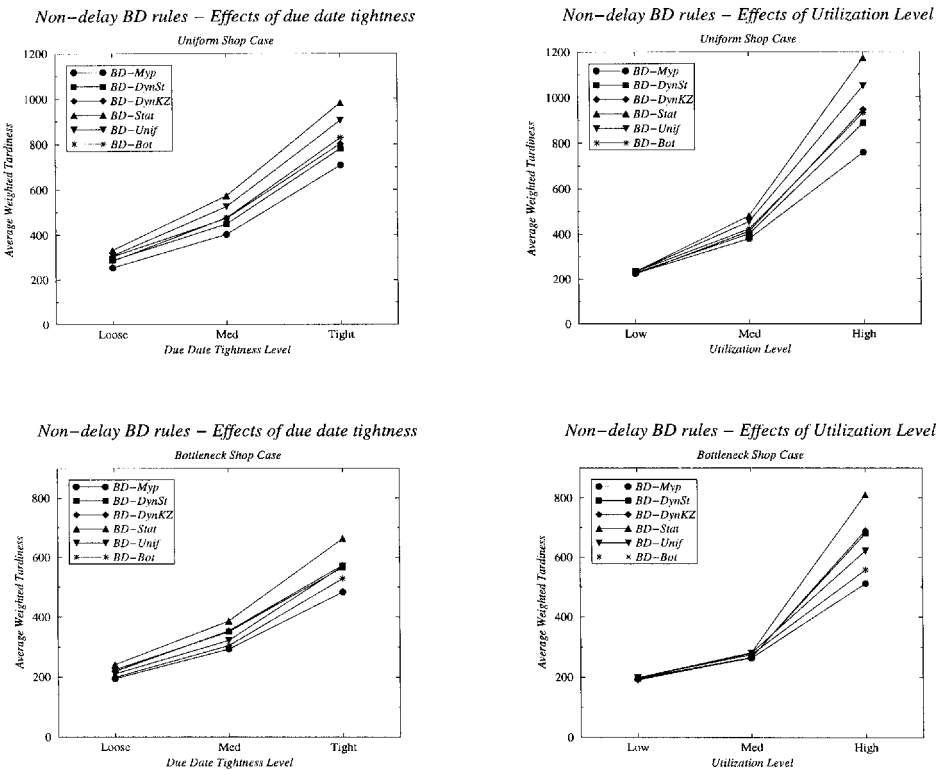 Non-delay BD rules – Effects of due date tightness
Uniform Shop Case
1200
1000
800
600
400
200
0
Average Weighted Tardiness
BD-Myp
BD-DynSt
BD-DynKZ
BD-Stat
BD-Unif
BD-Bot
Loose Med Tight
Due Date Tightness Level
Non-delay BD rules – Effects of Utilization Level
Uniform Shop Case
1200
1000
800
600
400
200
0
Average Weighted Tardiness
BD-Myp
BD-DynSt
BD-DynKZ
BD-Stat
BD-Unif
BD-Bot
Low Med High
Utilization Level
Non-delay BD rules – Effects of due date tightness
Bottleneck Shop Case
800
600
400
200
0
Average Weighted Tardiness
BD-Myp
BD-DynSt
BD-DynKZ
BD-Stat
BD-Unif
BD-Bot
Loose Med Tight
Due Date Tightness Level
Non-delay BD rules – Effects of Utilization Level
Bottleneck Shop Case
800
600
400
200
0
Average Weighted Tardiness
BD-Myp
BD-DynSt
BD-DynKZ
BD-Stat
BD-Unif
BD-Bot
Low Med High
Utilization Level